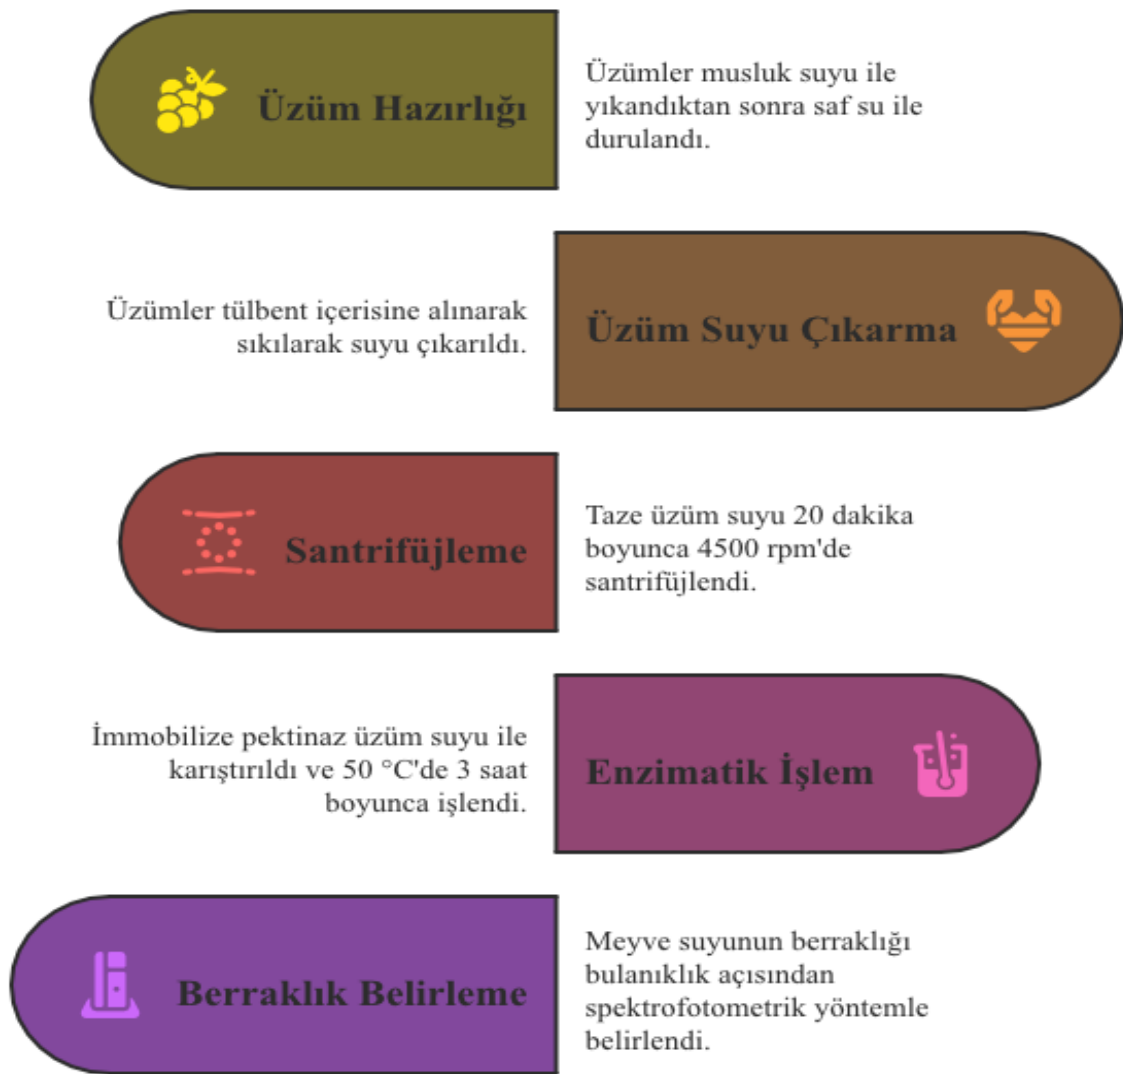 Üzüm Hazırlığı
Üzümler musluk suyu ile
yıkandıktan sonra saf su ile
durulandı.
Üzümler tülbent içerisine alınarak
sıkılarak suyu çıkarıldı.
Üzüm Suyu Çıkarma
Santrifüjleme
Taze üzüm suyu 20 dakika
boyunca 4500 rpm'de
santrifüjlendi.
İmmobilize pektinaz üzüm suyu ile
karıştırıldı ve 50 °C'de 3 saat
boyunca işlendi.
Enzimatik İşlem
Berraklık Belirleme
Meyve suyunun berraklığı
bulanıklık açısından
spektrofotometrik yöntemle
belirlendi.